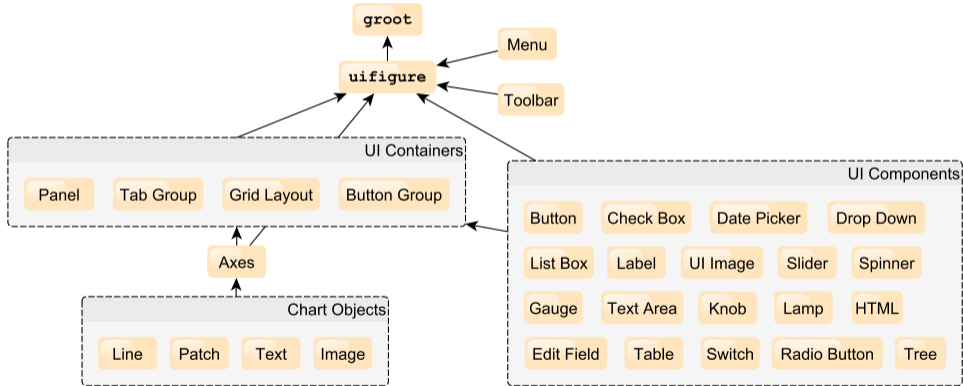 groot
Menu
uifigure
Toolbar
UI Containers
Panel Tab Group Grid Layout Button Group
UI Components
Button Check Box Date Picker Drop Down
List Box Label UI Image Slider Spinner
Gauge Text Area Knob Lamp HTML
Edit Field Table Switch Radio Button Tree
Axes
Chart Objects
Line Patch Text Image